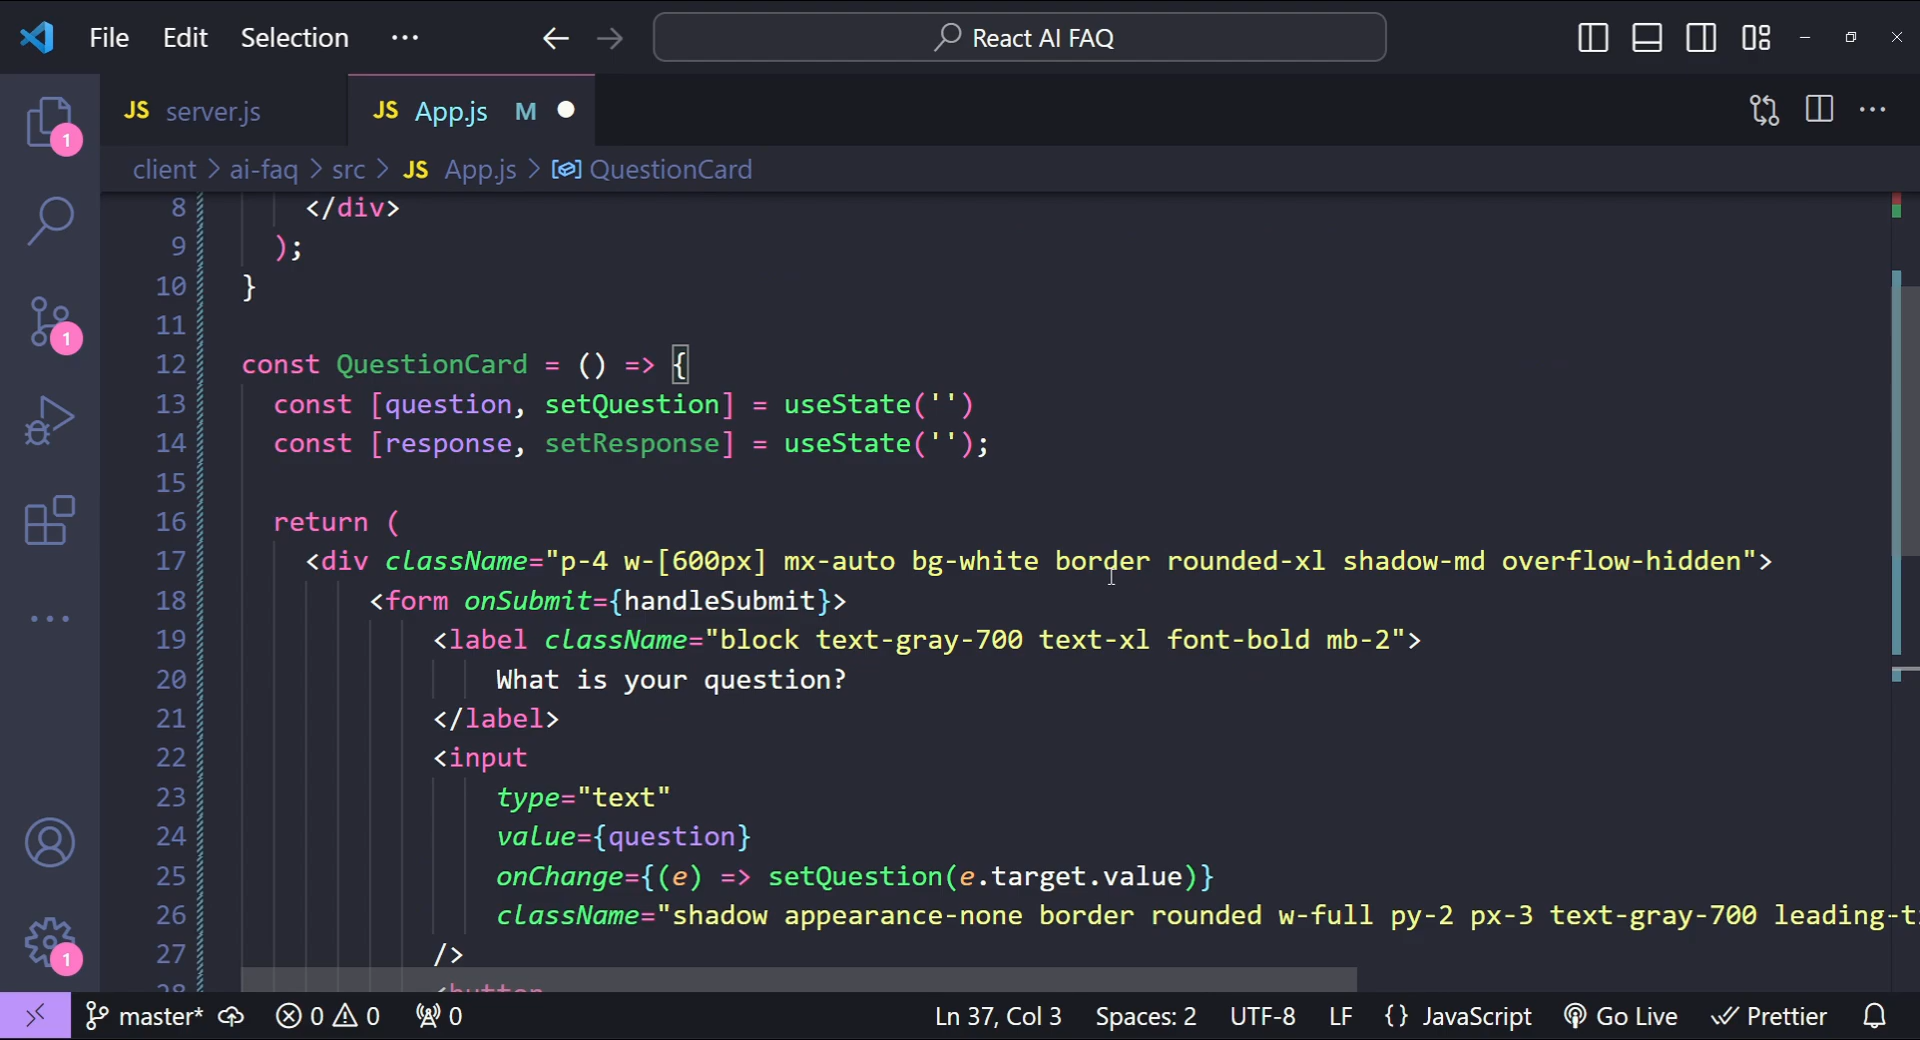 File Edit Selection ···
React AI FAQ
JS server.js
JS App.js M
client > ai-faq > src > JS App.js > QuestionCard
1
1
1
8 </div>
9 );
10 }
11
12 const QuestionCard = () => {
13 const [question, setQuestion] = useState('')
14 const [response, setResponse] = useState('');
15
16 return (
17 <div className="p-4 w-[600px] mx-auto bg-white border rounded-xl shadow-md overflow-hidden">
18 <form onSubmit={handleSubmit}>
19 <label className="block text-gray-700 text-xl font-bold mb-2">
20 What is your question?
21 </label>
22 <input
23 type="text"
24 value={question}
25 onChange={(e) => setQuestion(e.target.value)}
26 className="shadow appearance-none border rounded w-full py-2 px-3 text-gray-700
27 />
28 <button
master* 0 0 0 Ln 37, Col 3 Spaces: 2 UTF-8 LF {} JavaScript Go Live Prettier